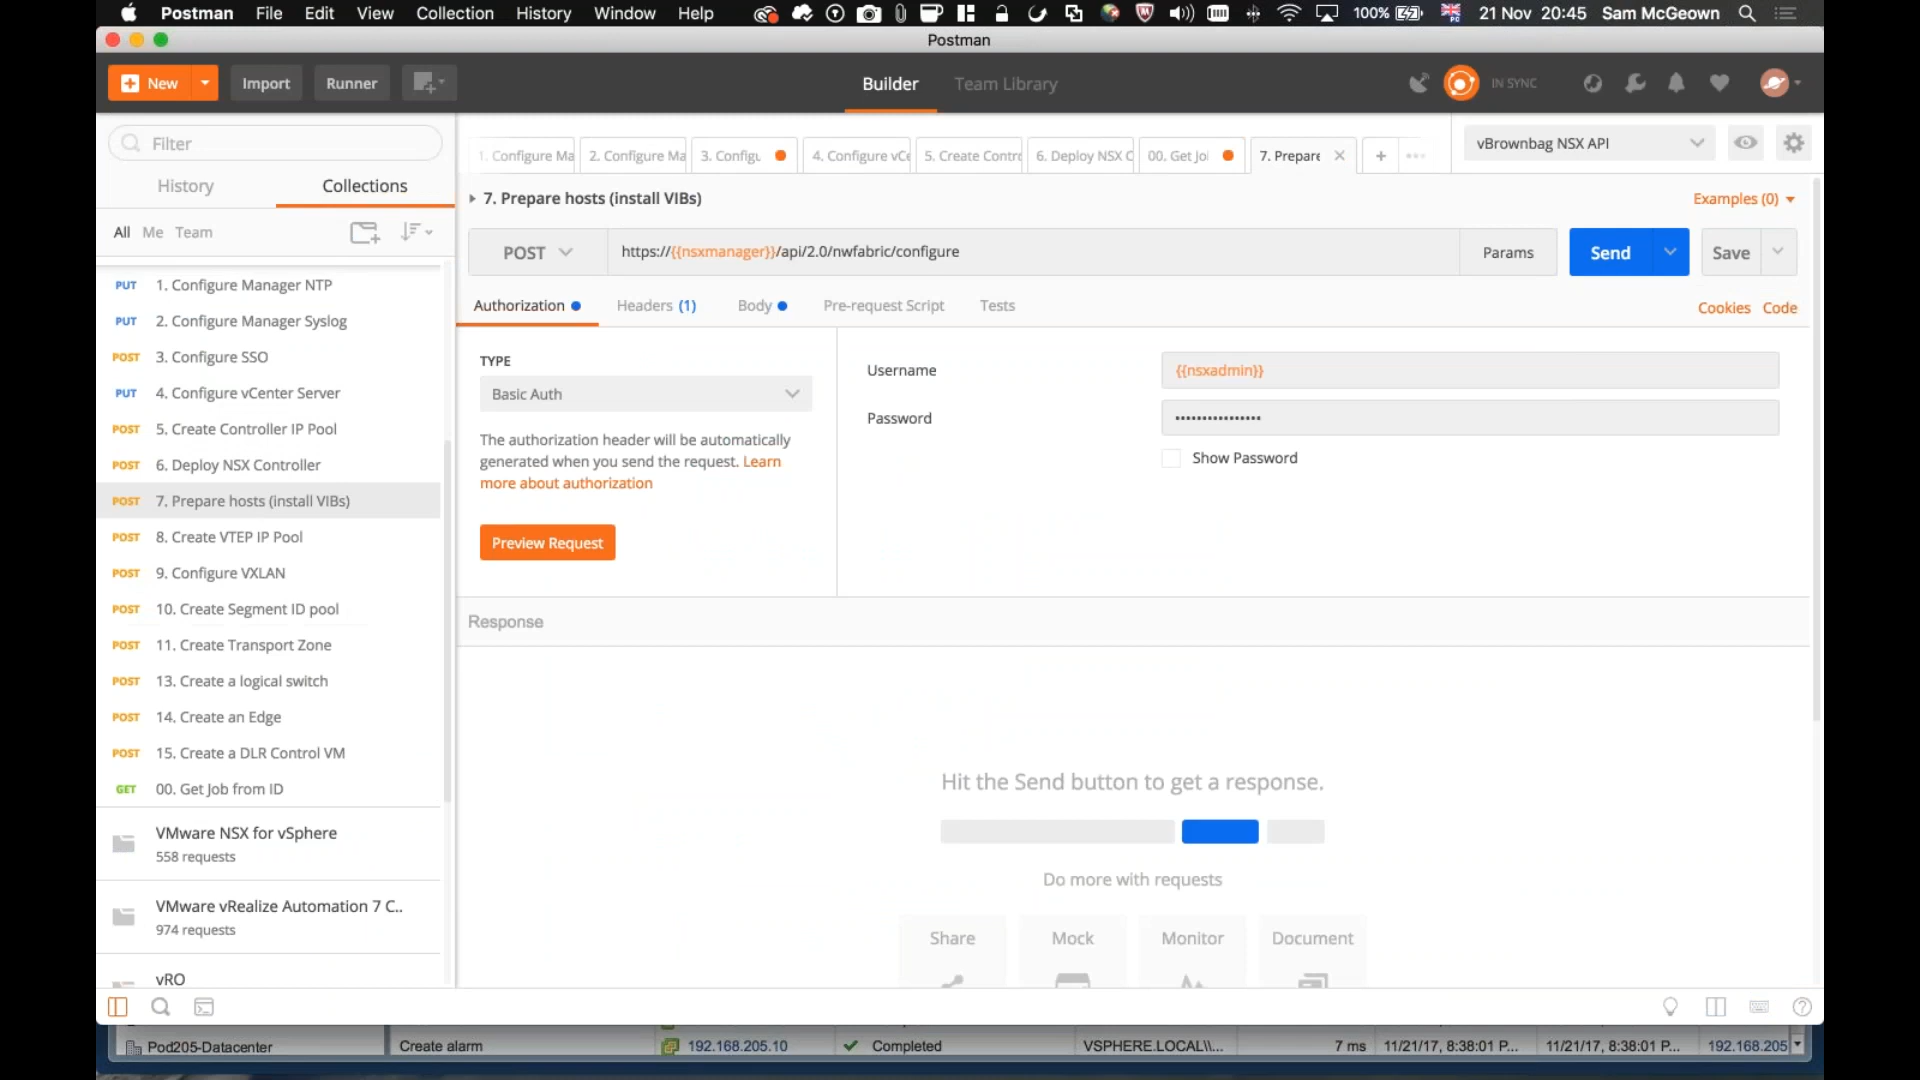 Postman File Edit View Collection History Window Help 100% 21 Nov 20:45 Sam McGeown
Postman
New Import Runner Builder Team Library IN SYNC
Filter
History Collections
All Me Team
1. Configure Ma 2. Configure Ma 3. Configu 4. Configure vCe 5. Create Contro 6. Deploy NSX C 00. Get Jol 7. Prepare vBrownbag NSX API
7. Prepare hosts (install VIBs) Examples (0)
POST https://{{nsxmanager}}/api/2.0/nwfabric/configure Params Send Save
Authorization Headers (1) Body Pre-request Script Tests Cookies Code
TYPE
Basic Auth
The authorization header will be automatically
generated when you send the request. Learn
more about authorization
Preview Request
Username {{nsxadmin}}
Password ••••••••••••••••
Show Password
PUT 1. Configure Manager NTP
PUT 2. Configure Manager Syslog
POST 3. Configure SSO
PUT 4. Configure vCenter Server
POST 5. Create Controller IP Pool
POST 6. Deploy NSX Controller
POST 7. Prepare hosts (install VIBs)
POST 8. Create VTEP IP Pool
POST 9. Configure VXLAN
POST 10. Create Segment ID pool
POST 11. Create Transport Zone
POST 13. Create a logical switch
POST 14. Create an Edge
POST 15. Create a DLR Control VM
GET 00. Get Job from ID
VMware NSX for vSphere
558 requests
VMware vRealize Automation 7 C..
974 requests
vRO
Response
Hit the Send button to get a response.
Do more with requests
Share Mock Monitor Document
Pod205-Datacenter Create alarm 192.168.205.10 Completed VSPHERE.LOCAL\\... 7 ms 11/21/17, 8:38:01 P... 11/21/17, 8:38:01 P... 192.168.205